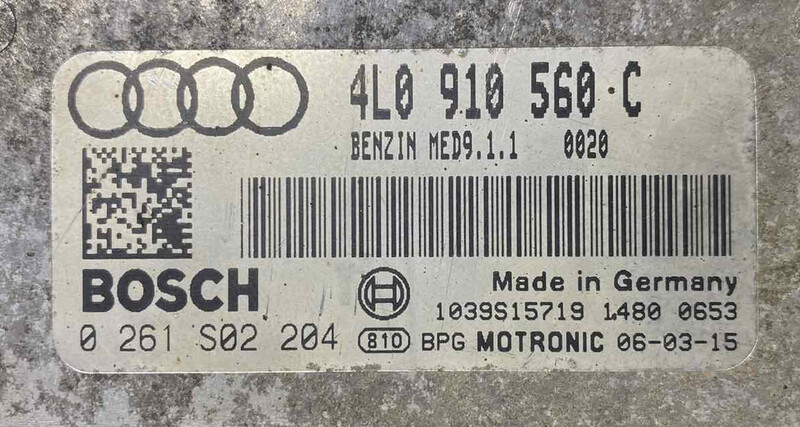 4L0 910 560 C
BENZIN MED9.1.1 0020
BOSCH
Made in Germany
1039S15719 1480 0653
0 261 S02 204 810 BPG MOTRONIC 06-03-15